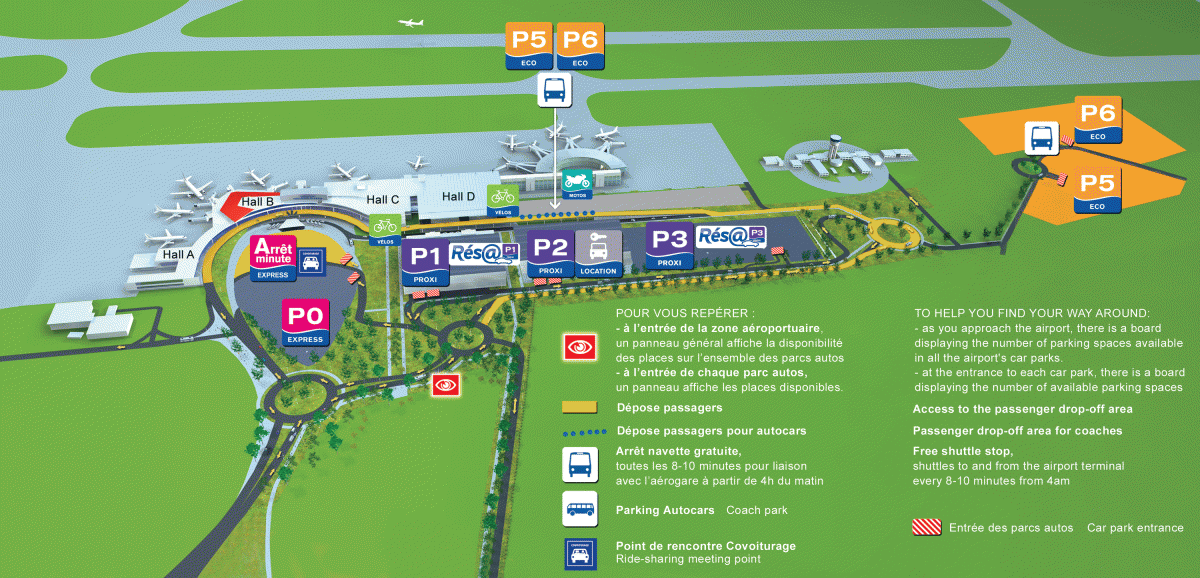 P5 P6
ECO ECO
P6
ECO
P5
ECO
MOTOS
VÉLOS
Hall D
Hall C
Hall B
Hall A
VÉLOS
Arrêt
minute
EXPRESS
COVOITURAGE
P0
EXPRESS
P1
PROXI
Rés@ P1
P2
PROXI
LOCATION
P3
PROXI
Rés@ P3
POUR VOUS REPÉRER :
- à l'entrée de la zone aéroportuaire,
un panneau général affiche la disponibilité
des places sur l'ensemble des parcs autos
- à l'entrée de chaque parc autos,
un panneau affiche les places disponibles.
Dépose passagers
Dépose passagers pour autocars
Arrêt navette gratuite,
toutes les 8-10 minutes pour liaison
avec l'aérogare à partir de 4h du matin
Parking Autocars Coach park
COVOITURAGE
Point de rencontre Covoiturage
Ride-sharing meeting point
TO HELP YOU FIND YOUR WAY AROUND:
- as you approach the airport, there is a board
displaying the number of parking spaces available
in all the airport's car parks.
- at the entrance to each car park, there is a board
displaying the number of available parking spaces
Access to the passenger drop-off area
Passenger drop-off area for coaches
Free shuttle stop,
shuttles to and from the airport terminal
every 8-10 minutes from 4am
Entrée des parcs autos Car park entrance